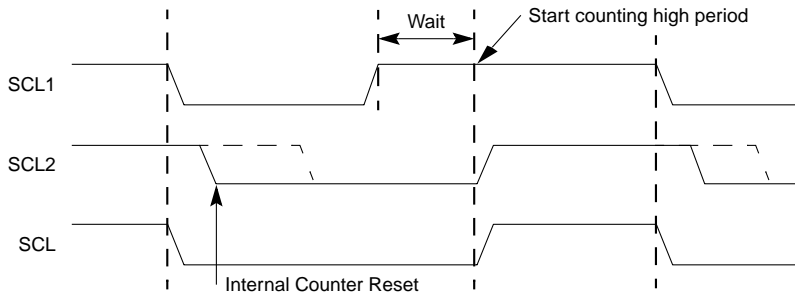 Wait
Start counting high period
SCL1
SCL2
SCL
Internal Counter Reset